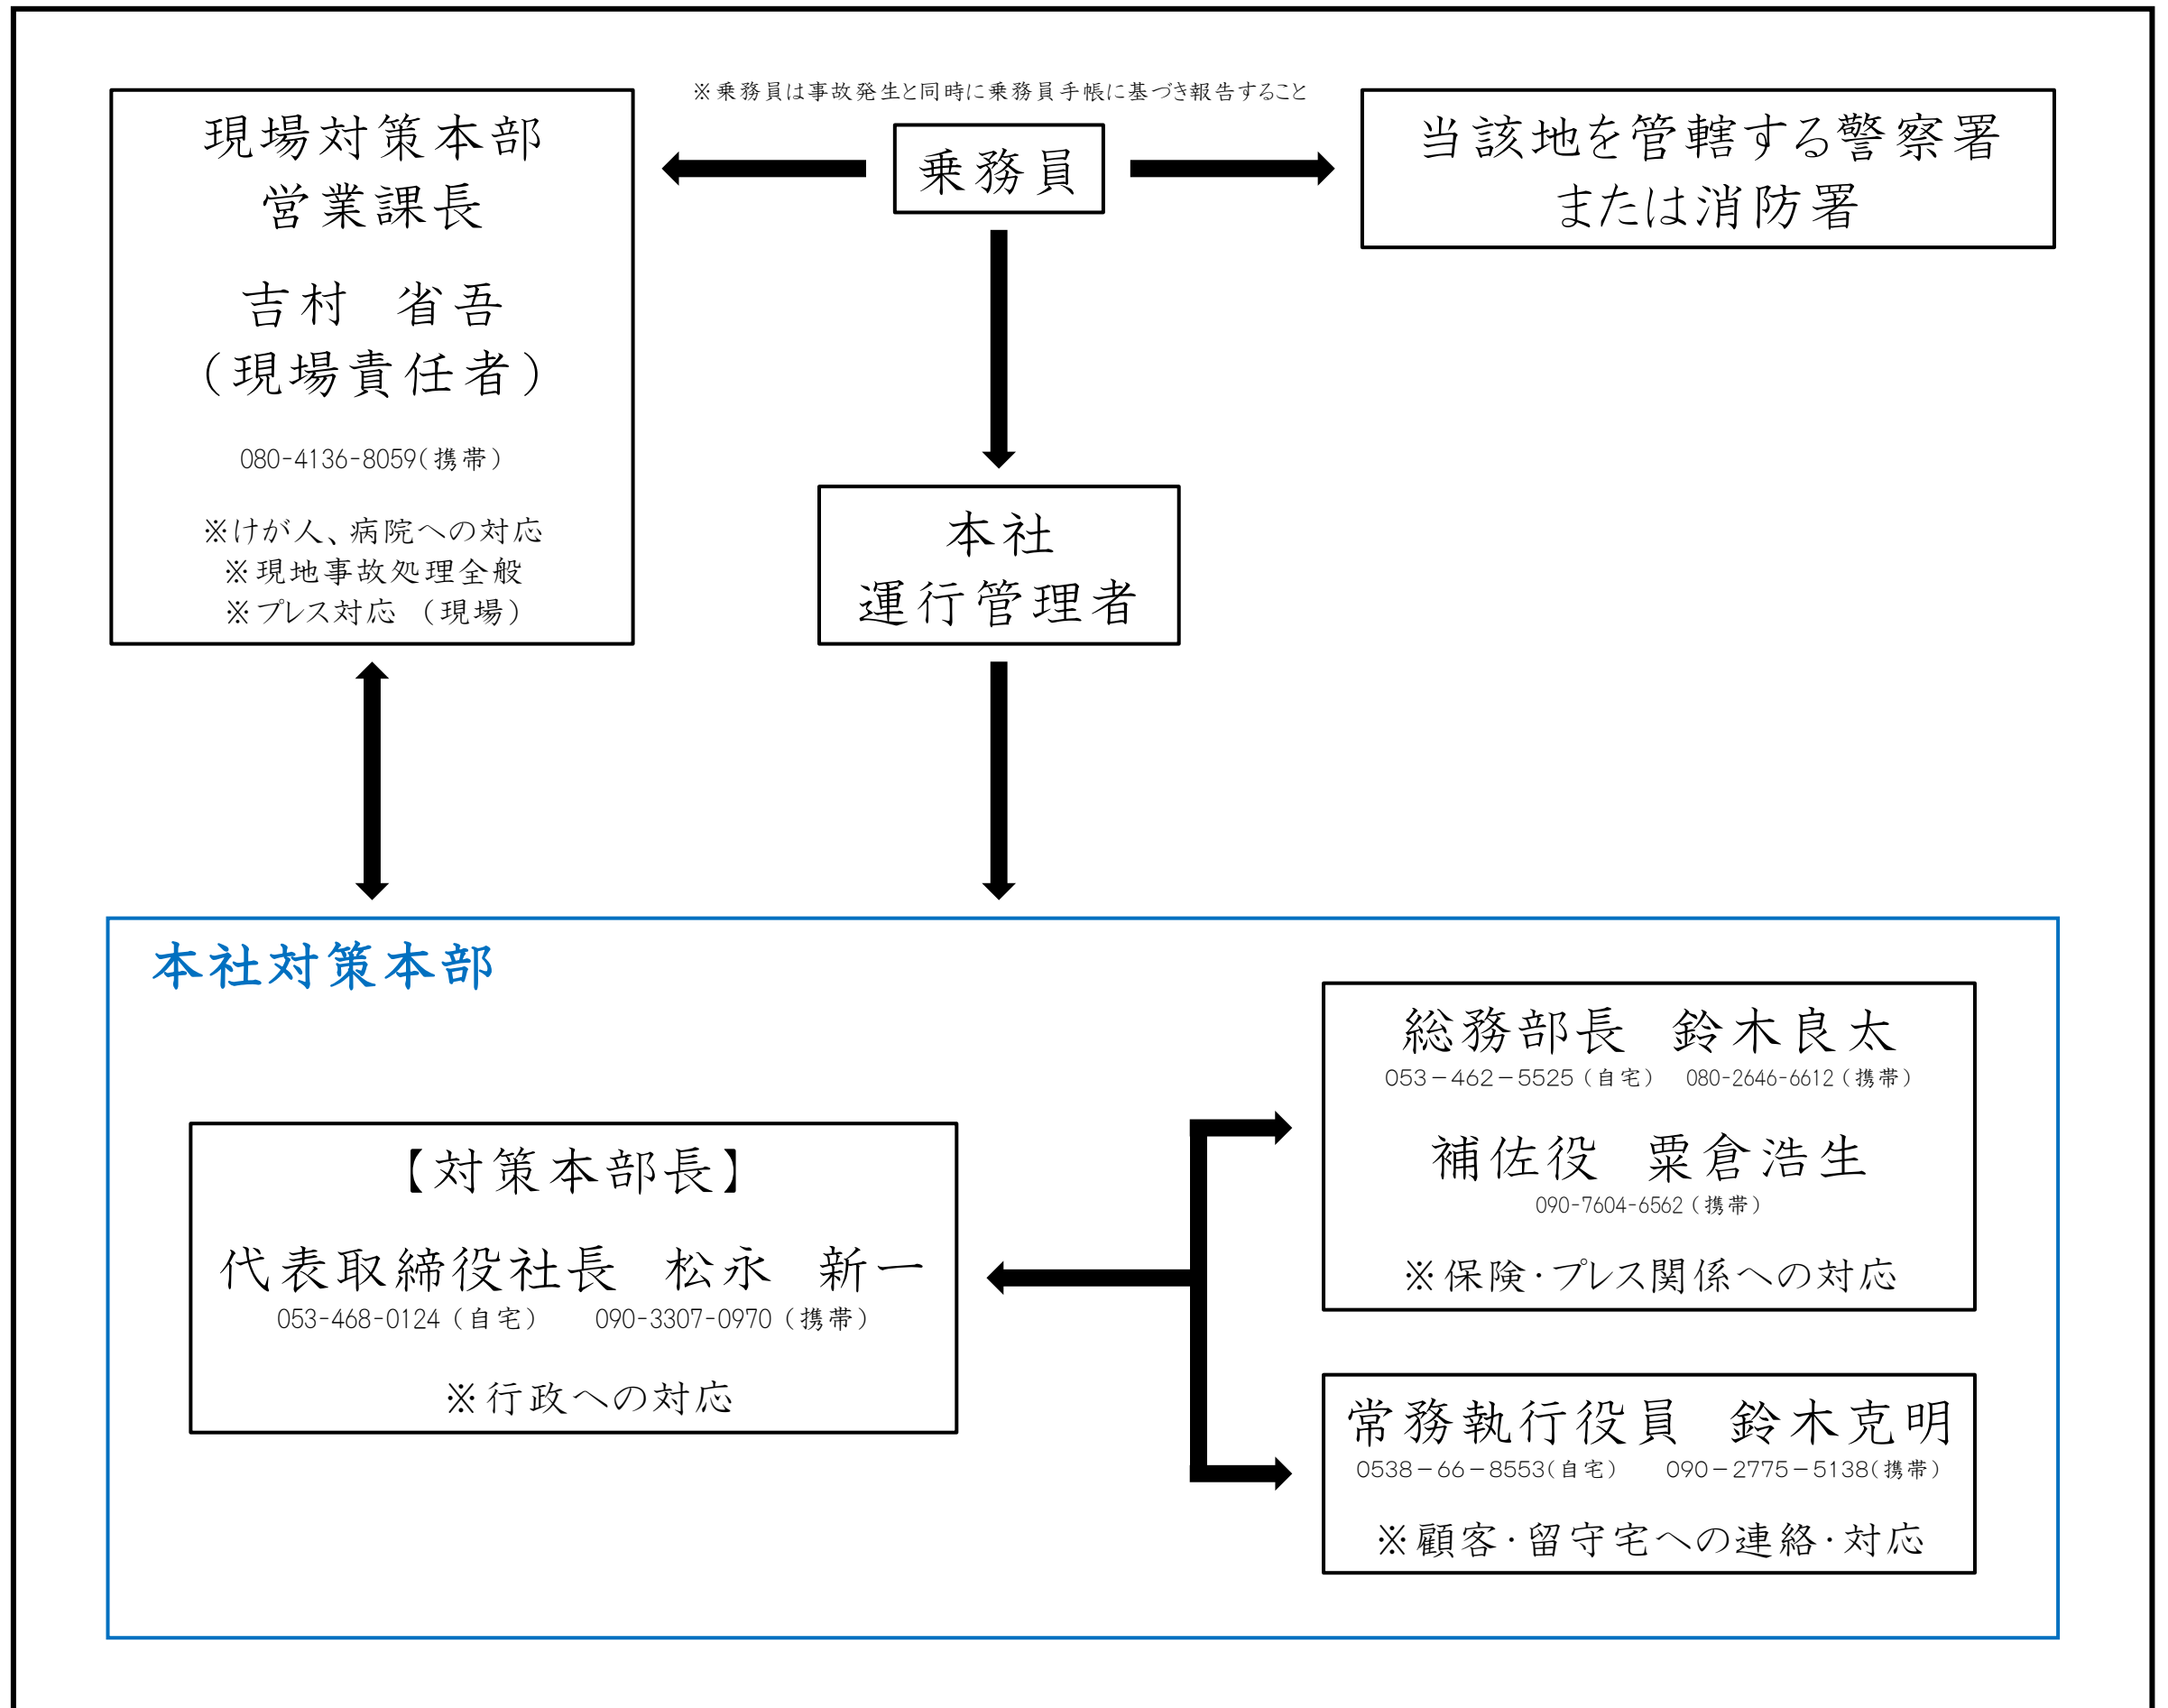 ※乗務員は事故発生と同時に乗務員手帳に基づき報告すること
現場対策本部
営業課長
吉村　省吾
（現場責任者）
080-4136-8059（携帯）
※けが人、病院への対応
※現地事故処理全般
※プレス対応（現場）
乗務員
当該地を管轄する警察署
または消防署
本社
運行管理者
本社対策本部
【対策本部長】
代表取締役社長　松永　新一
053-468-0124（自宅）　090-3307-0970（携帯）
※行政への対応
総務部長　鈴木良太
053－462－5525（自宅）　080-2646-6612（携帯）
補佐役　粟倉浩生
090-7604-6562（携帯）
※保険・プレス関係への対応
常務執行役員　鈴木克明
0538－66－8553（自宅）　090－2775－5138（携帯）
※顧客・留守宅への連絡・対応